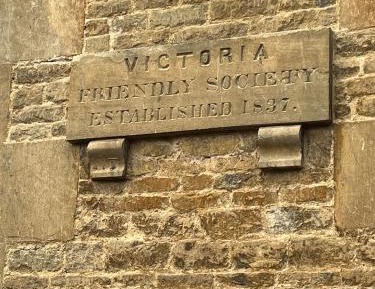 VICTORIA
FRIENDLY SOCIETY
ESTABLISHED 1837.